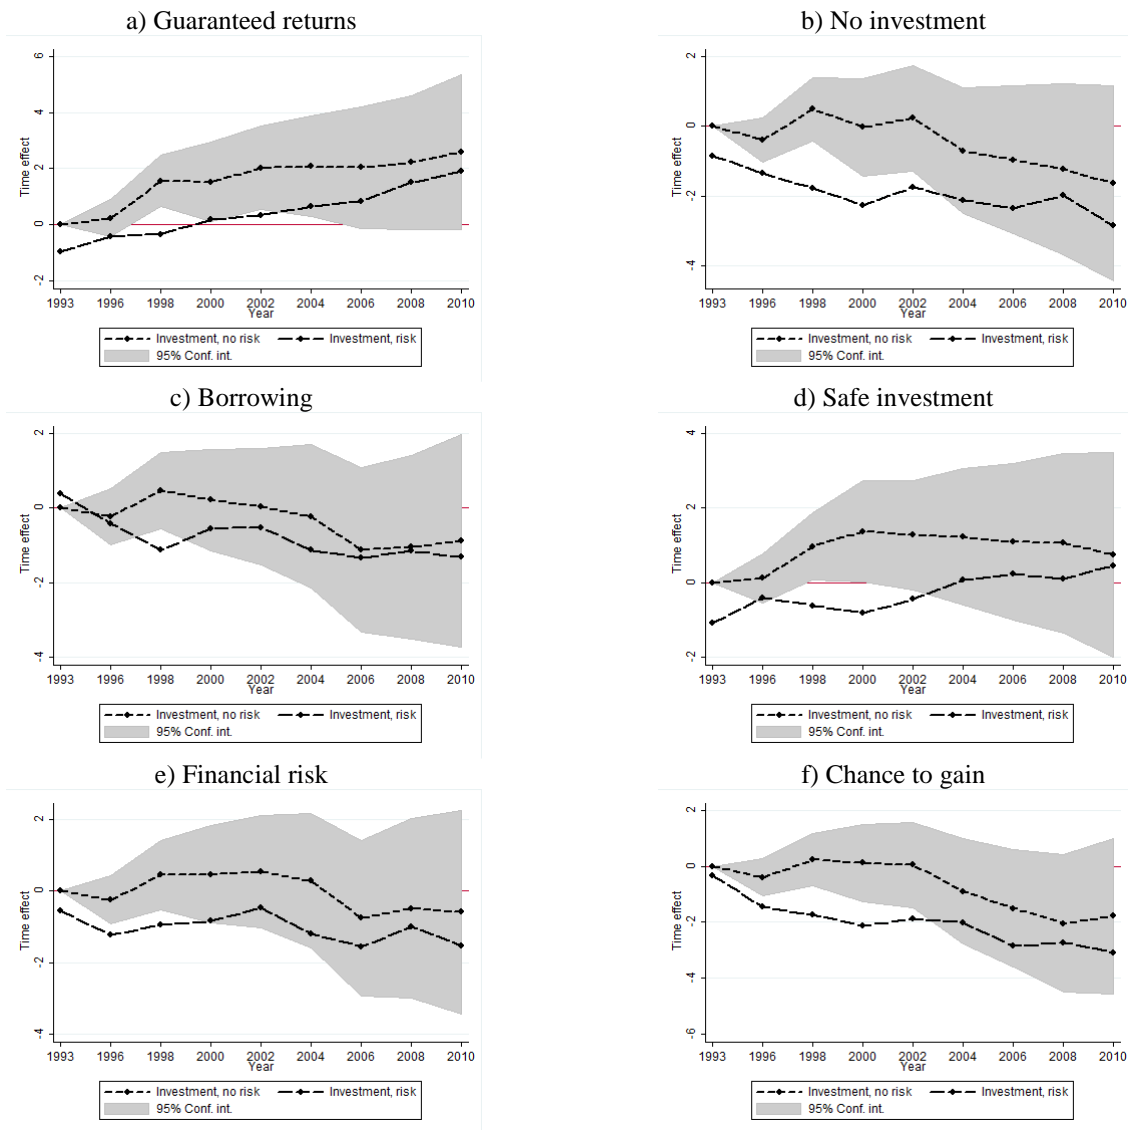 a) Guaranteed returns
6
4
2
0
-2
Time effect
1993 1996 1998 2000 2002 2004 2006 2008 2010
Year
Investment, no risk Investment, risk
95% Conf. int.
b) No investment
2
0
-2
-4
Time effect
1993 1996 1998 2000 2002 2004 2006 2008 2010
Year
Investment, no risk Investment, risk
95% Conf. int.
c) Borrowing
2
0
-2
-4
Time effect
1993 1996 1998 2000 2002 2004 2006 2008 2010
Year
Investment, no risk Investment, risk
95% Conf. int.
d) Safe investment
4
2
0
-2
Time effect
1993 1996 1998 2000 2002 2004 2006 2008 2010
Year
Investment, no risk Investment, risk
95% Conf. int.
e) Financial risk
2
0
-2
-4
Time effect
1993 1996 1998 2000 2002 2004 2006 2008 2010
Year
Investment, no risk Investment, risk
95% Conf. int.
f) Chance to gain
2
0
-2
-4
-6
Time effect
1993 1996 1998 2000 2002 2004 2006 2008 2010
Year
Investment, no risk Investment, risk
95% Conf. int.